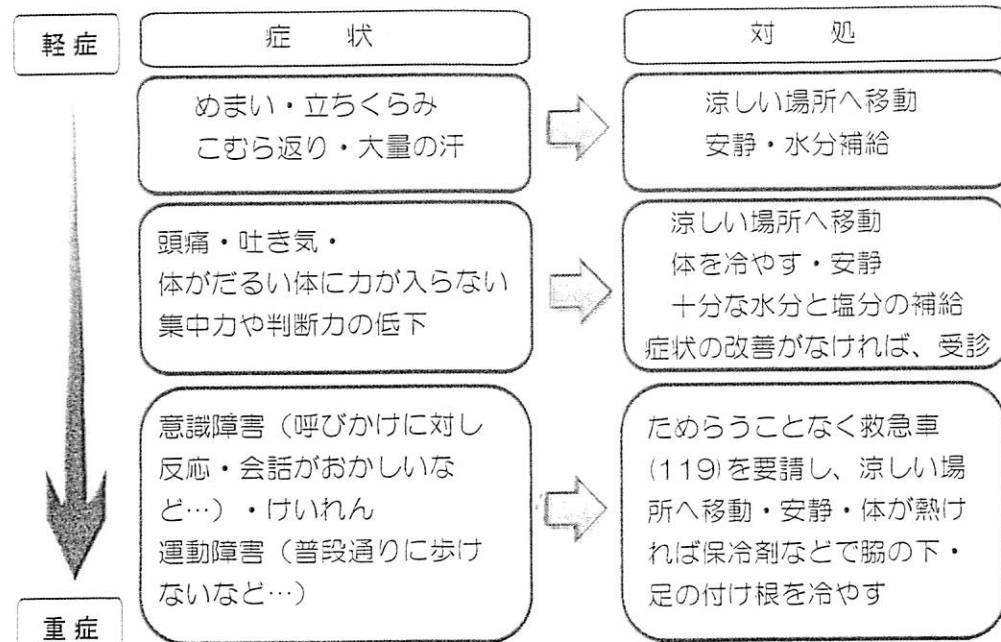 軽症
症　状
対　処
めまい・立ちくらみ
こむら返り・大量の汗
涼しい場所へ移動
安静・水分補給
頭痛・吐き気・
体がだるい体に力が入らない
集中力や判断力の低下
涼しい場所へ移動
体を冷やす・安静
十分な水分と塩分の補給
症状の改善がなければ、受診
意識障害（呼びかけに対し
反応・会話がおかしいな
ど…）・けいれん
運動障害（普段通りに歩け
ないなど…）
ためらうことなく救急車
(119)を要請し、涼しい場
所へ移動・安静・体が熱け
れば保冷剤などで脇の下・
足の付け根を冷やす
重症